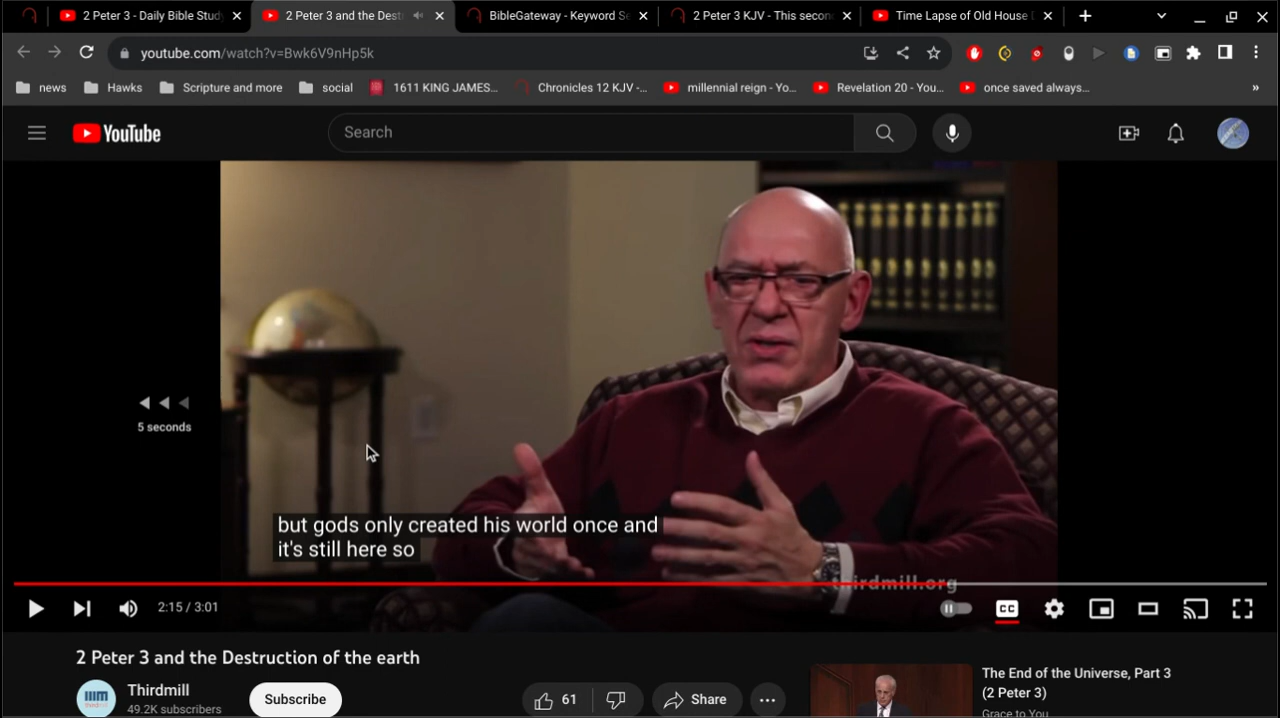 2 Peter 3 - Daily Bible Stud
2 Peter 3 and the Dest
BibleGateway - Keyword S
2 Peter 3 KJV - This secon
Time Lapse of Old House
youtube.com/watch?v=Bwk6V9nHp5k
news
Hawks
Scripture and more
social
1611 KING JAMES...
Chronicles 12 KJV -...
millennial reign - Yo...
Revelation 20 - You...
once saved always...
»
YouTube
Search
5 seconds
but gods only created his world once and
it's still here so
thirdmill.org
2:15 / 3:01
CC
2 Peter 3 and the Destruction of the earth
Thirdmill
49.2K subscribers
Subscribe
61
Share
The End of the Universe, Part 3
(2 Peter 3)
Grace to You